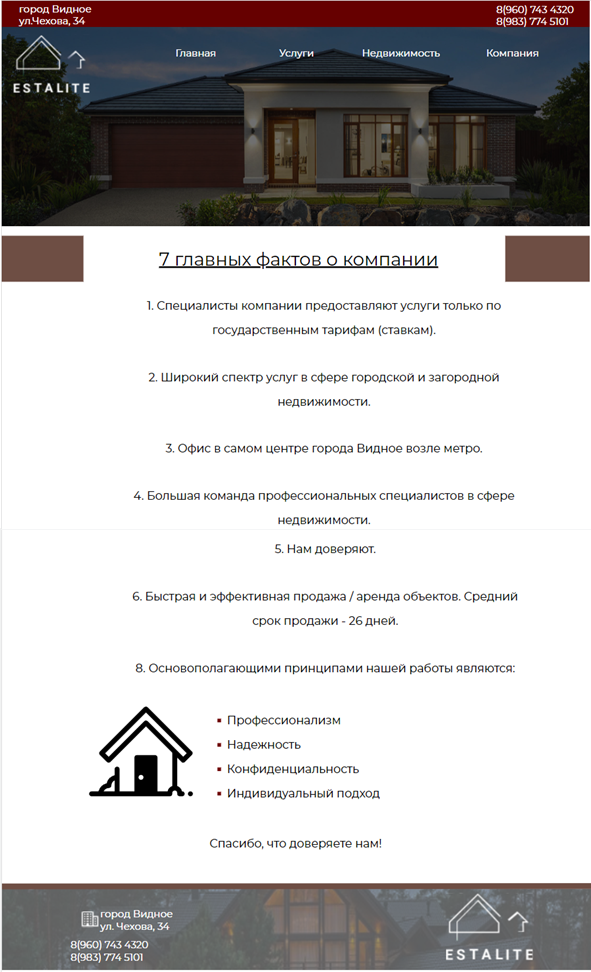 город Видное
ул.Чехова, 34
8(960) 743 4320
8(983) 774 5101
ESTALITE
Главная
Услуги
Недвижимость
Компания
7 главных фактов о компании
1. Специалисты компании предоставляют услуги только по
государственным тарифам (ставкам).
2. Широкий спектр услуг в сфере городской и загородной
недвижимости.
3. Офис в самом центре города Видное возле метро.
4. Большая команда профессиональных специалистов в сфере
недвижимости.
5. Нам доверяют.
6. Быстрая и эффективная продажа / аренда объектов. Средний
срок продажи - 26 дней.
8. Основополагающими принципами нашей работы являются:
Профессионализм
Надежность
Конфиденциальность
Индивидуальный подход
Спасибо, что доверяете нам!
город Видное
ул. Чехова, 34
8(960) 743 4320
8(983) 774 5101
ESTALITE